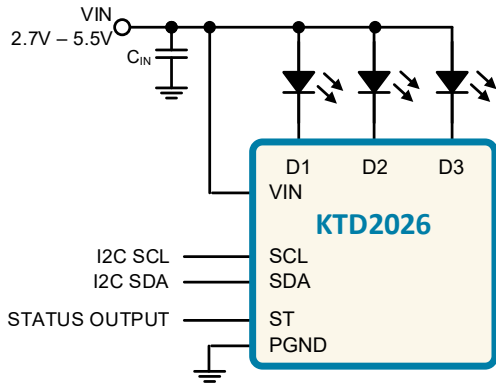 VIN
2.7V – 5.5V
CIN
D1 D2 D3
VIN
KTD2026
I2C SCL SCL
I2C SDA SDA
STATUS OUTPUT ST
PGND